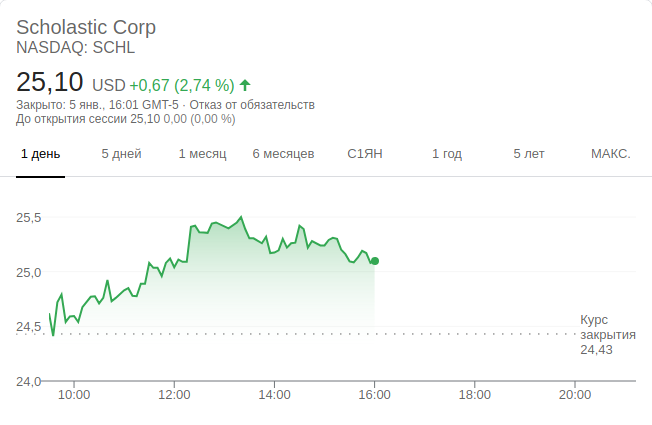 Scholastic Corp
NASDAQ: SCHL
25,10 USD +0,67 (2,74 %)
Закрыто: 5 янв., 16:01 GMT-5 · Отказ от обязательств
До открытия сессии 25,10 0,00 (0,00 %)
1 день 5 дней 1 месяц 6 месяцев С1ЯН 1 год 5 лет МАКС.
25,5
25,0
24,5
Курс
закрытия
24,43
24,0
10:00 12:00 14:00 16:00 18:00 20:00